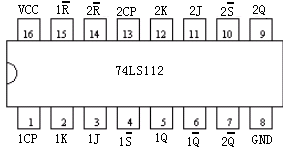 VCC 1R̅ 2R̅ 2CP 2K 2J 2S̅ 2Q
16 15 14 13 12 11 10 9
74LS112
1 2 3 4 5 6 7 8
1CP 1K 1J 1S̅ 1Q 1Q̅ 2Q̅ GND